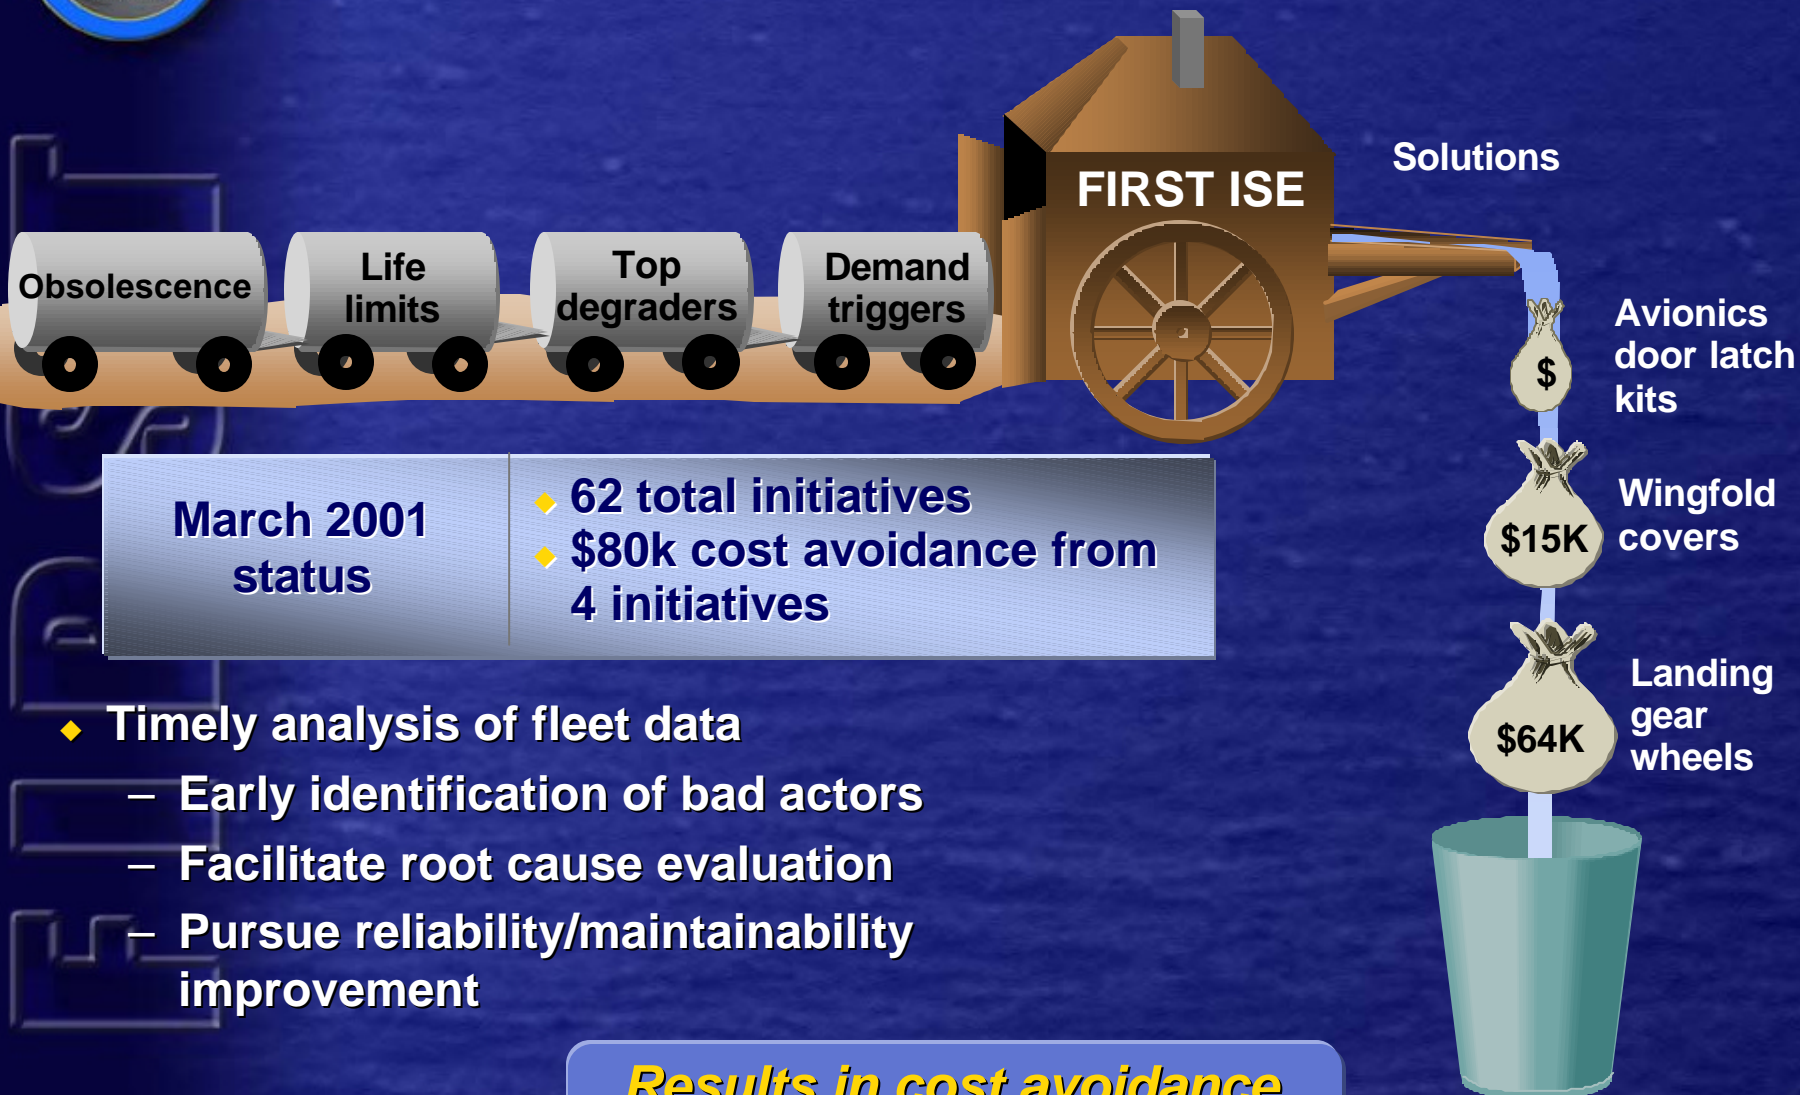 Solutions
FIRST ISE
Obsolescence
Life
limits
Top
degraders
Demand
triggers
Avionics
door latch
kits
$
Wingfold
covers
$15K
Landing
gear
wheels
$64K
March 2001
status
62 total initiatives
$80k cost avoidance from
4 initiatives
Timely analysis of fleet data
– Early identification of bad actors
– Facilitate root cause evaluation
– Pursue reliability/maintainability
improvement
Results in cost avoidance
FIRST